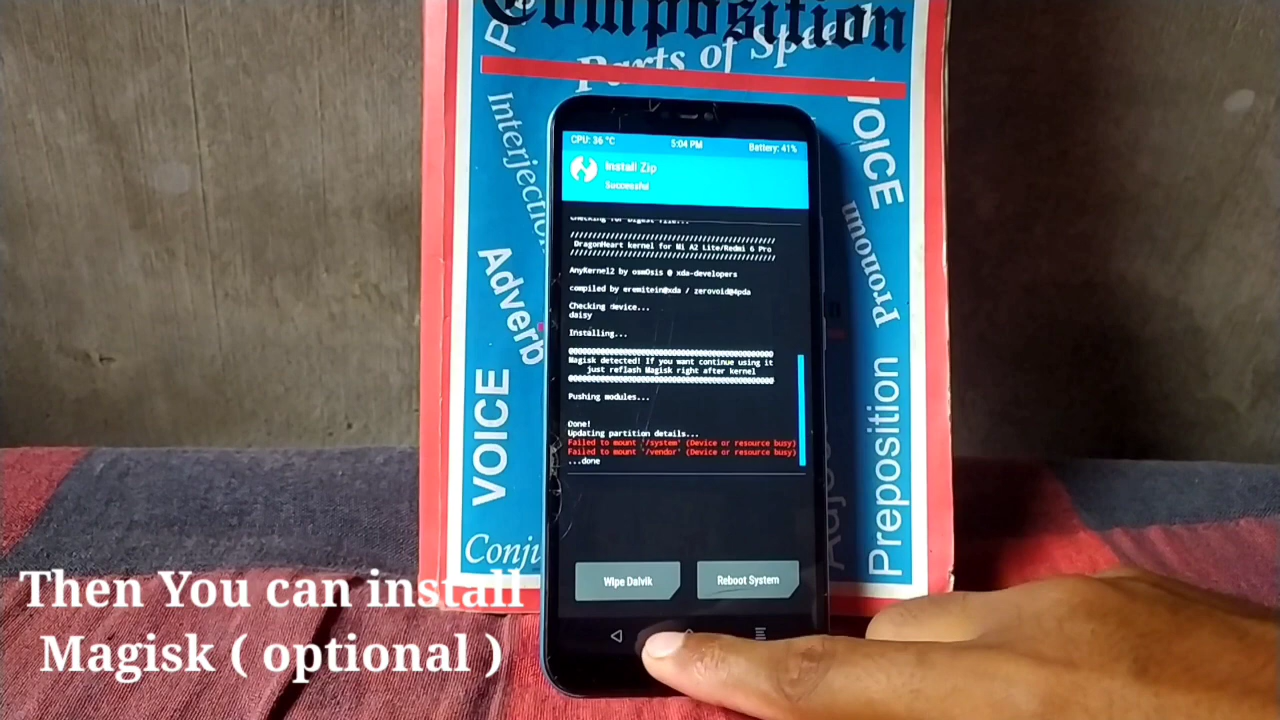 Composition
Parts of Speech
VOICE
Interjection
Pronoun
Adverb
VOICE
Preposition
CPU: 36 °C
5:04 PM
Battery: 41%
Install Zip
Successful
Checking for Digest file...
////////////////////////////////////////////
DragonHeart kernel for Mi A2 Lite/Redmi 6 Pro
////////////////////////////////////////////
AnyKernel2 by osm0sis @ xda-developers
compiled by eremitein@xda / zerovoid@4pda
Checking device...
daisy
Installing...
@@@@@@@@@@@@@@@@@@@@@@@@@@@@@@@@@@@@@@@@@@@@
Magisk detected! If you want continue using it
just reflash Magisk right after kernel
@@@@@@@@@@@@@@@@@@@@@@@@@@@@@@@@@@@@@@@@@@@@
Pushing modules...
Done!
Updating partition details...
Failed to mount '/system' (Device or resource busy)
Failed to mount '/vendor' (Device or resource busy)
...done
Wipe Dalvik
Reboot System
Conju
Then You can install
Magisk ( optional )